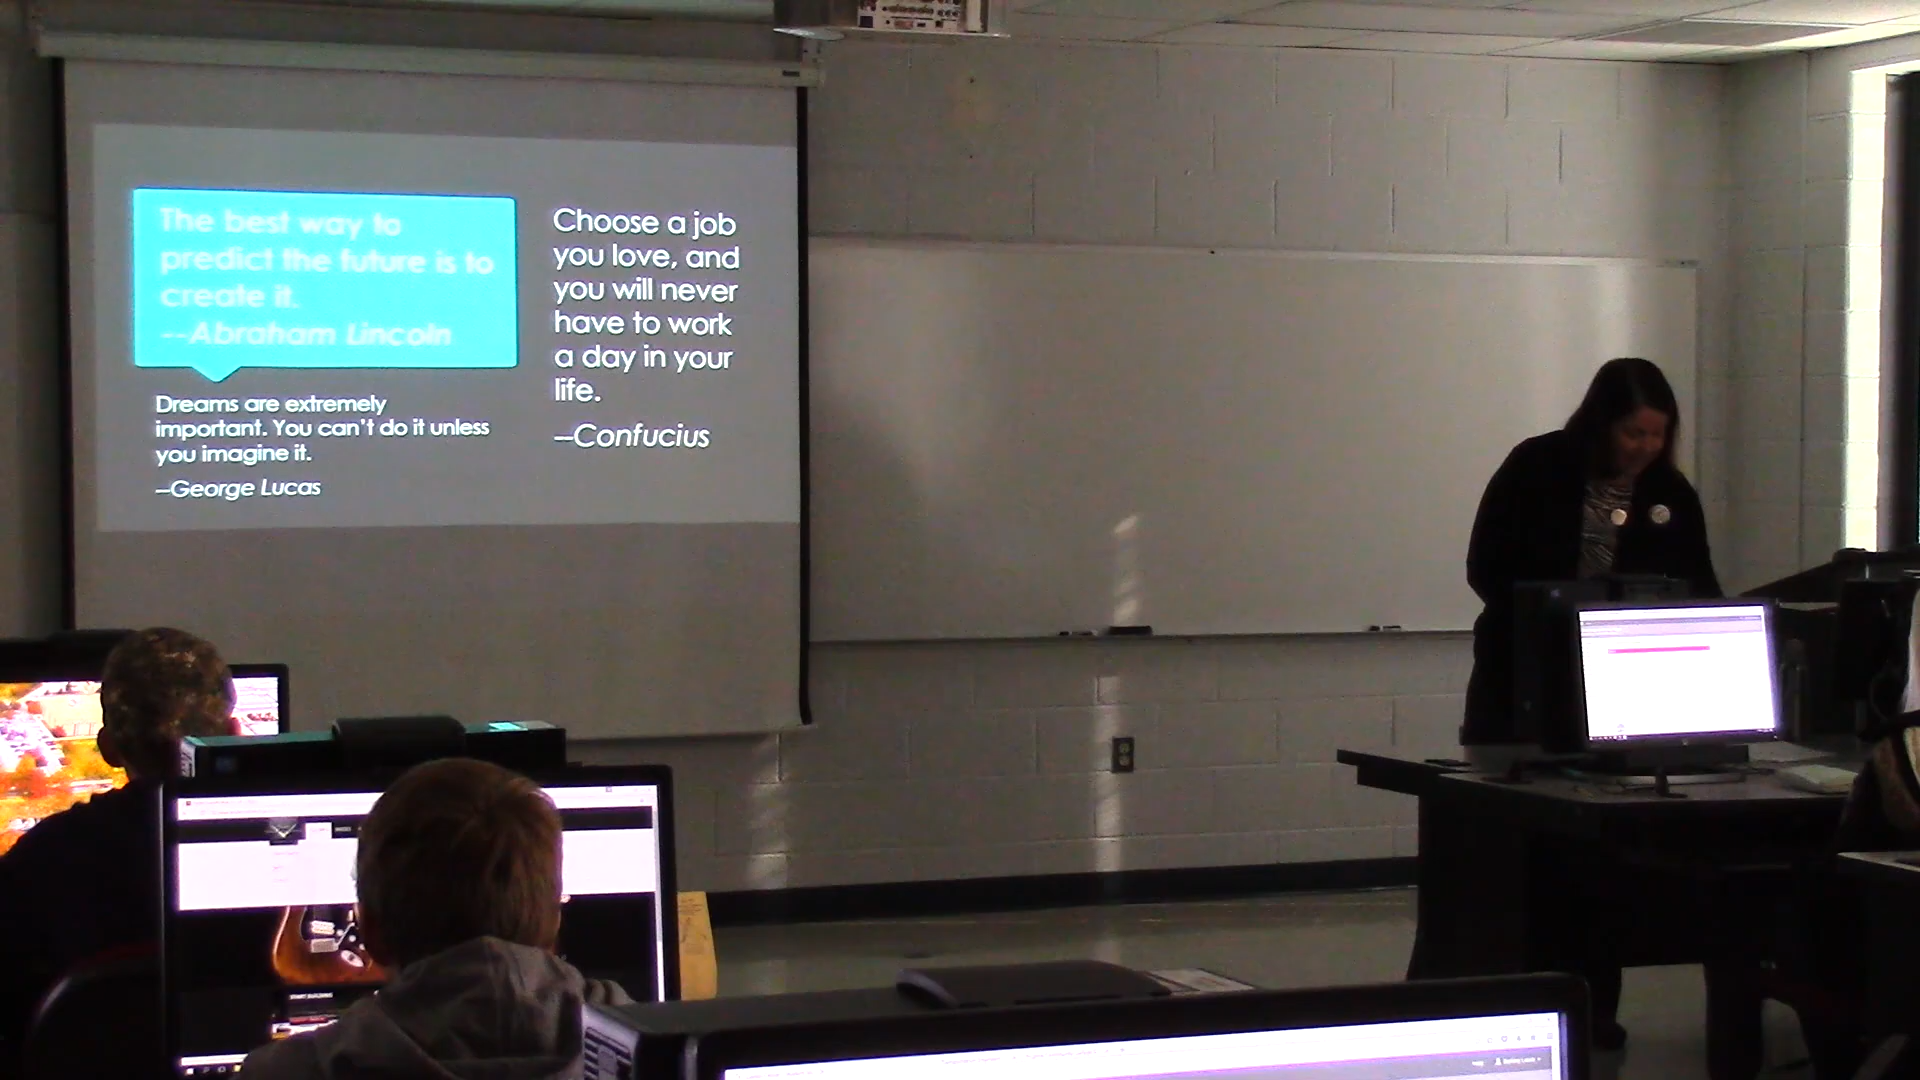 The best way to
predict the future is to
create it.
--Abraham Lincoln
Dreams are extremely
important. You can't do it unless
you imagine it.
–George Lucas
Choose a job
you love, and
you will never
have to work
a day in your
life.
–Confucius
START BUILDING